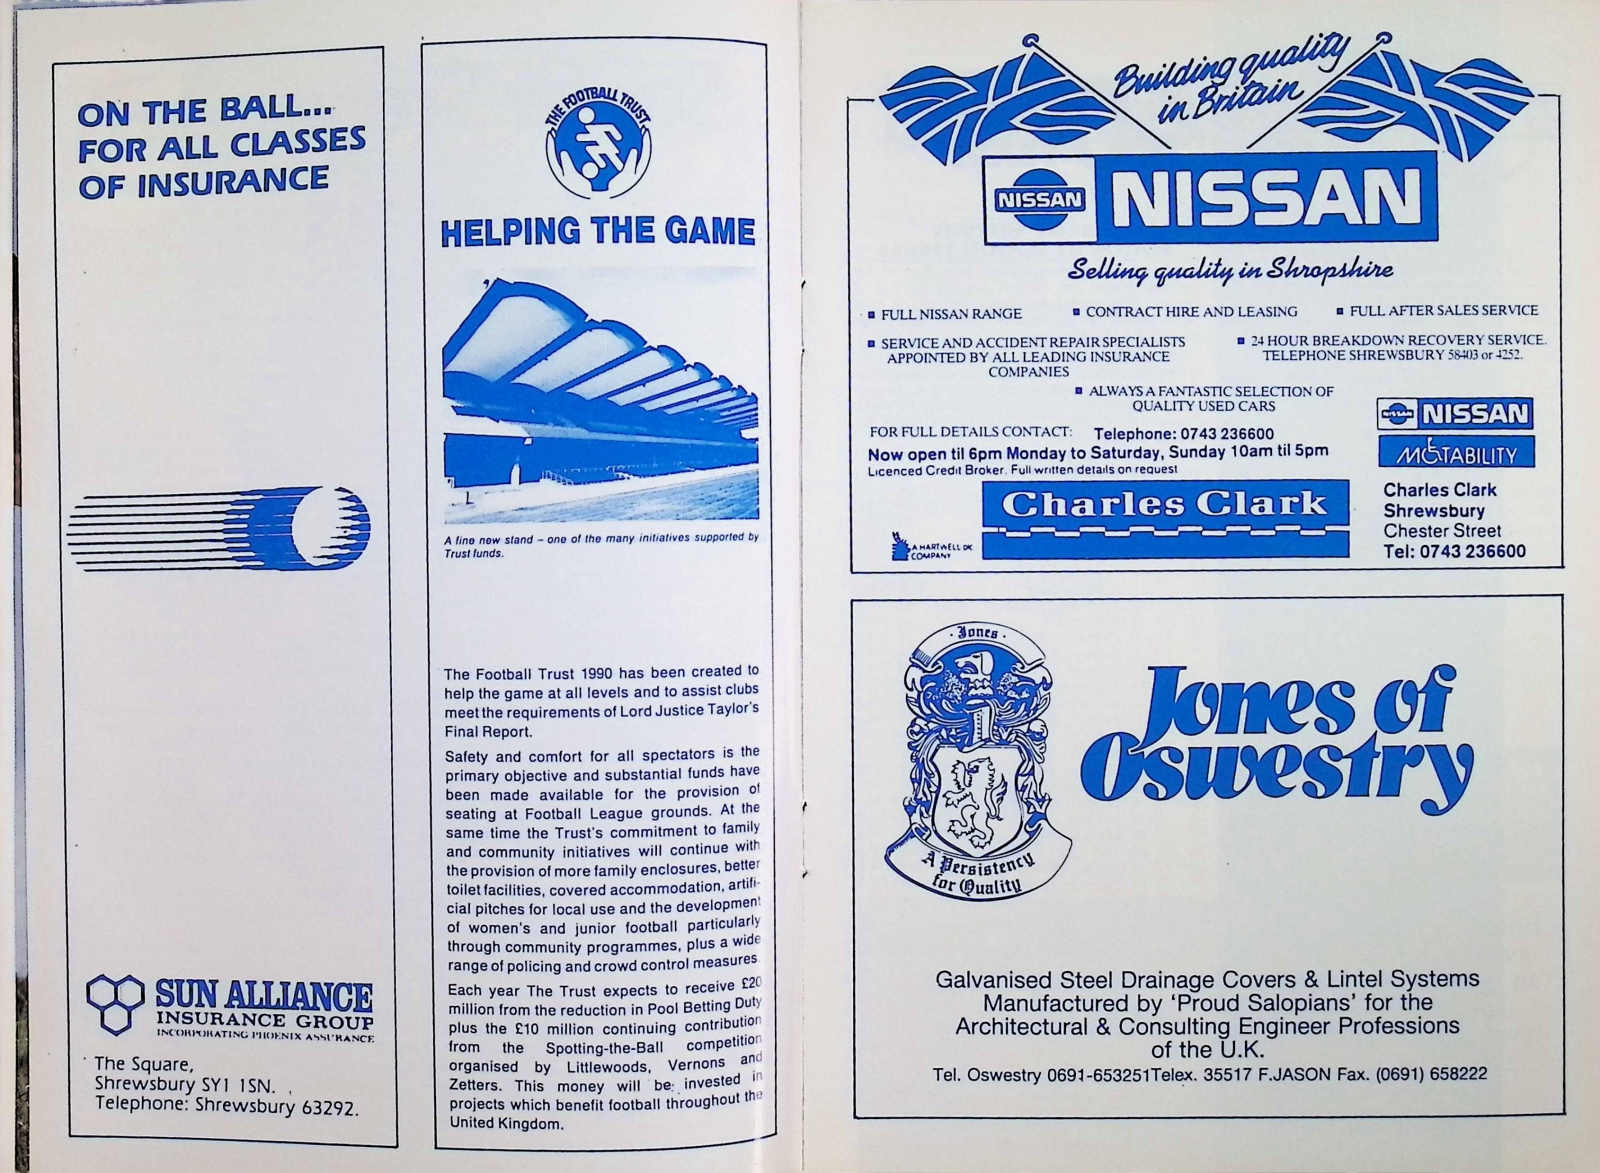 ON THE BALL...
FOR ALL CLASSES
OF INSURANCE
SUN ALLIANCE
INSURANCE GROUP
INCORPORATING PHOENIX ASSURANCE
The Square,
Shrewsbury SY1 1SN.
Telephone: Shrewsbury 63292.
THE FOOTBALL TRUST
HELPING THE GAME
A fine new stand – one of the many initiatives supported by
Trust funds.
The Football Trust 1990 has been created to
help the game at all levels and to assist clubs
meet the requirements of Lord Justice Taylor's
Final Report.
Safety and comfort for all spectators is the
primary objective and substantial funds have
been made available for the provision of
seating at Football League grounds. At the
same time the Trust's commitment to family
and community initiatives will continue with
the provision of more family enclosures, better
toilet facilities, covered accommodation, artifi-
cial pitches for local use and the development
of women's and junior football particularly
through community programmes, plus a wide
range of policing and crowd control measures
Each year The Trust expects to receive £20
million from the reduction in Pool Betting Duty
plus the £10 million continuing contribution
from the Spotting-the-Ball competition
organised by Littlewoods, Vernons and
Zetters. This money will be invested in
projects which benefit football throughout the
United Kingdom.
Building quality
in Britain
NISSAN
NISSAN
Selling quality in Shropshire
FULL NISSAN RANGE
CONTRACT HIRE AND LEASING
FULL AFTER SALES SERVICE
SERVICE AND ACCIDENT REPAIR SPECIALISTS
APPOINTED BY ALL LEADING INSURANCE
COMPANIES
24 HOUR BREAKDOWN RECOVERY SERVICE.
TELEPHONE SHREWSBURY 58403 or 4252.
ALWAYS A FANTASTIC SELECTION OF
QUALITY USED CARS
FOR FULL DETAILS CONTACT: Telephone: 0743 236600
Now open til 6pm Monday to Saturday, Sunday 10am til 5pm
Licenced Credit Broker. Full written details on request
NISSAN
NISSAN
MOTABILITY
Charles Clark
A HARTWELL plc
COMPANY
Charles Clark
Shrewsbury
Chester Street
Tel: 0743 236600
· Jones ·
A Persistency
for Quality
Jones of
Oswestry
Galvanised Steel Drainage Covers & Lintel Systems
Manufactured by 'Proud Salopians' for the
Architectural & Consulting Engineer Professions
of the U.K.
Tel. Oswestry 0691-653251Telex. 35517 F.JASON Fax. (0691) 658222